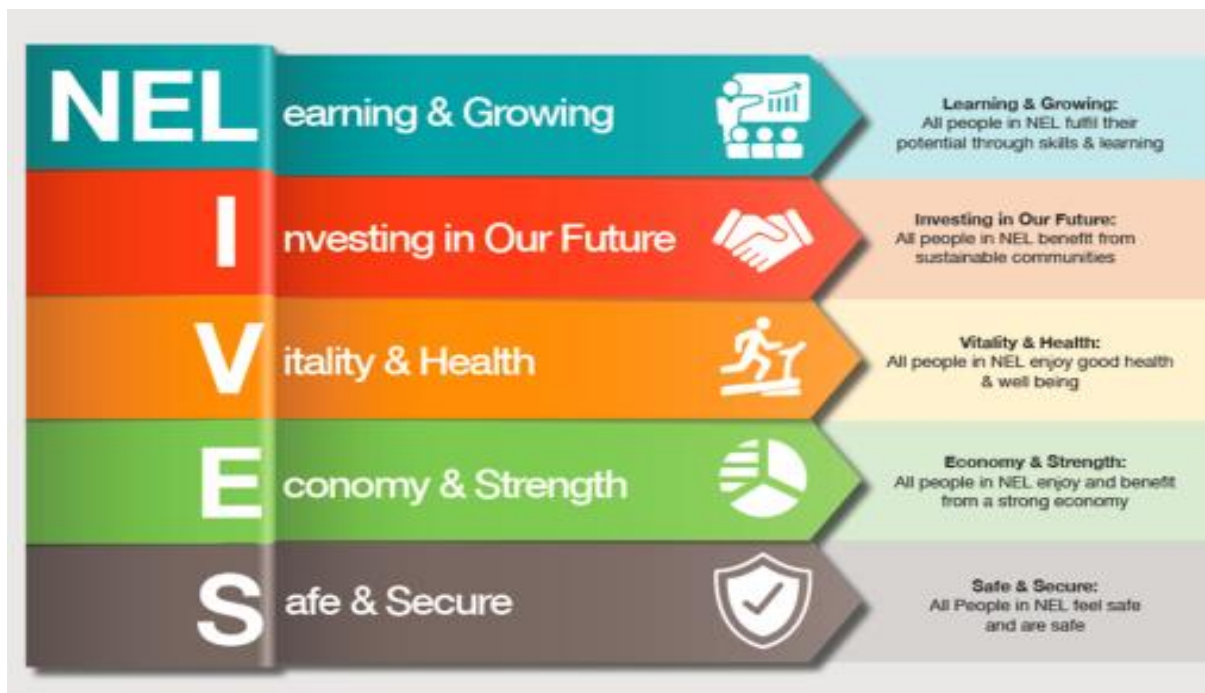 NEL earning & Growing
Learning & Growing:
All people in NEL fulfil their
potential through skills & learning
I nvesting in Our Future
Investing in Our Future:
All people in NEL benefit from
sustainable communities
V itality & Health
Vitality & Health:
All people in NEL enjoy good health
& well being
E conomy & Strength
Economy & Strength:
All people in NEL enjoy and benefit
from a strong economy
S afe & Secure
Safe & Secure:
All People in NEL feel safe
and are safe